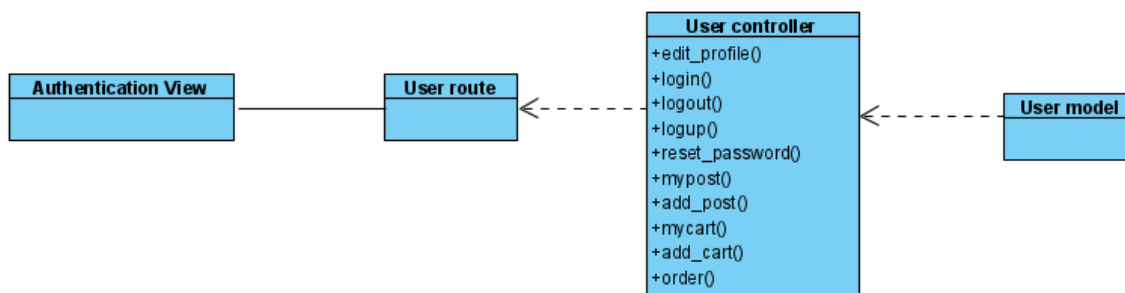 Authentication View
User route
User controller
+edit_profile()
+login()
+logout()
+logup()
+reset_password()
+mypost()
+add_post()
+mycart()
+add_cart()
+order()
User model